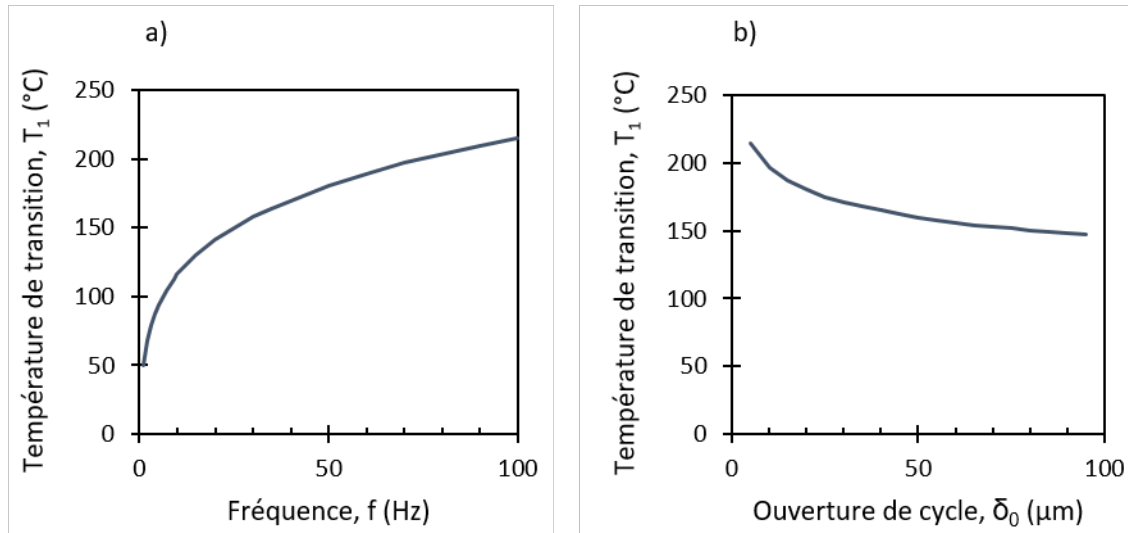 a)
Température de transition, T₁ (°C)
250
200
150
100
50
0
0 50 100
Fréquence, f (Hz)
b)
Température de transition, T₁ (°C)
250
200
150
100
50
0
0 50 100
Ouverture de cycle, δ₀ (µm)